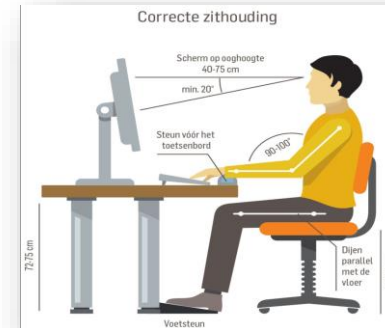 Correcte zithouding
Scherm op ooghoogte
40-75 cm
min. 20°
Steun vóór het
toetsenbord
90-100°
72-75 cm
Dijen
parallel
met de
vloer
Voetsteun